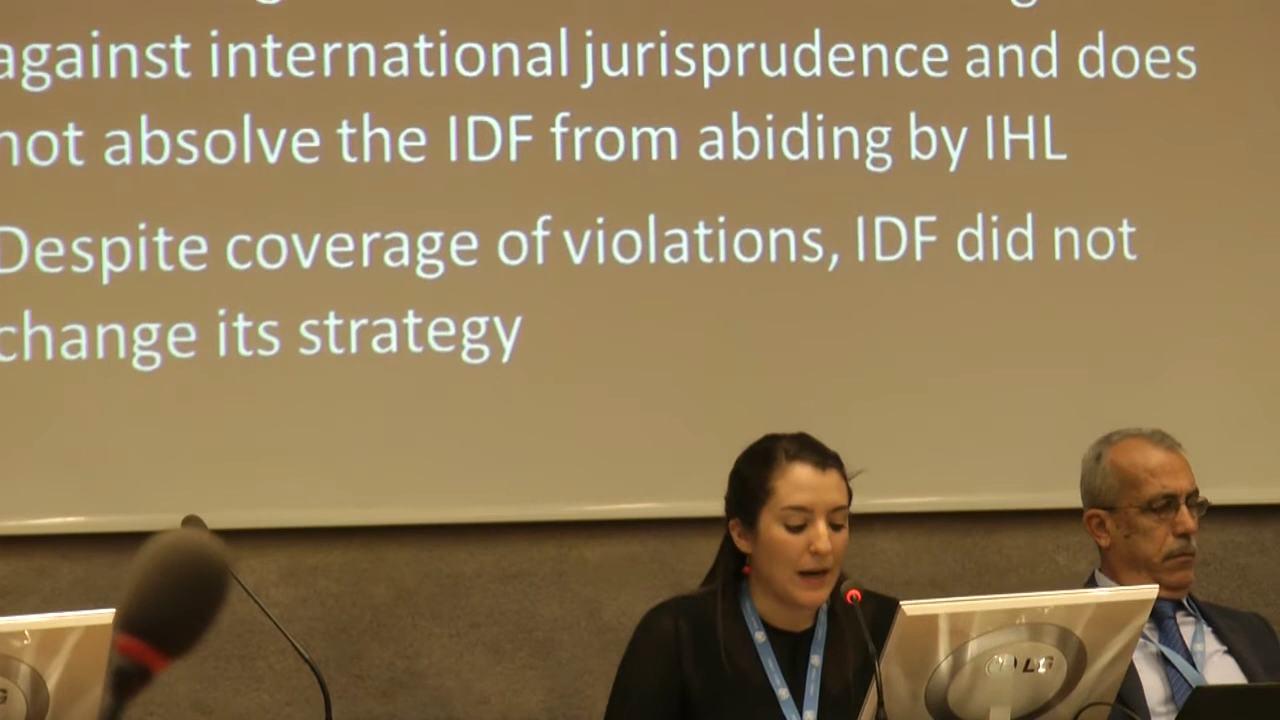 against international jurisprudence and does
not absolve the IDF from abiding by IHL
Despite coverage of violations, IDF did not
change its strategy
LG